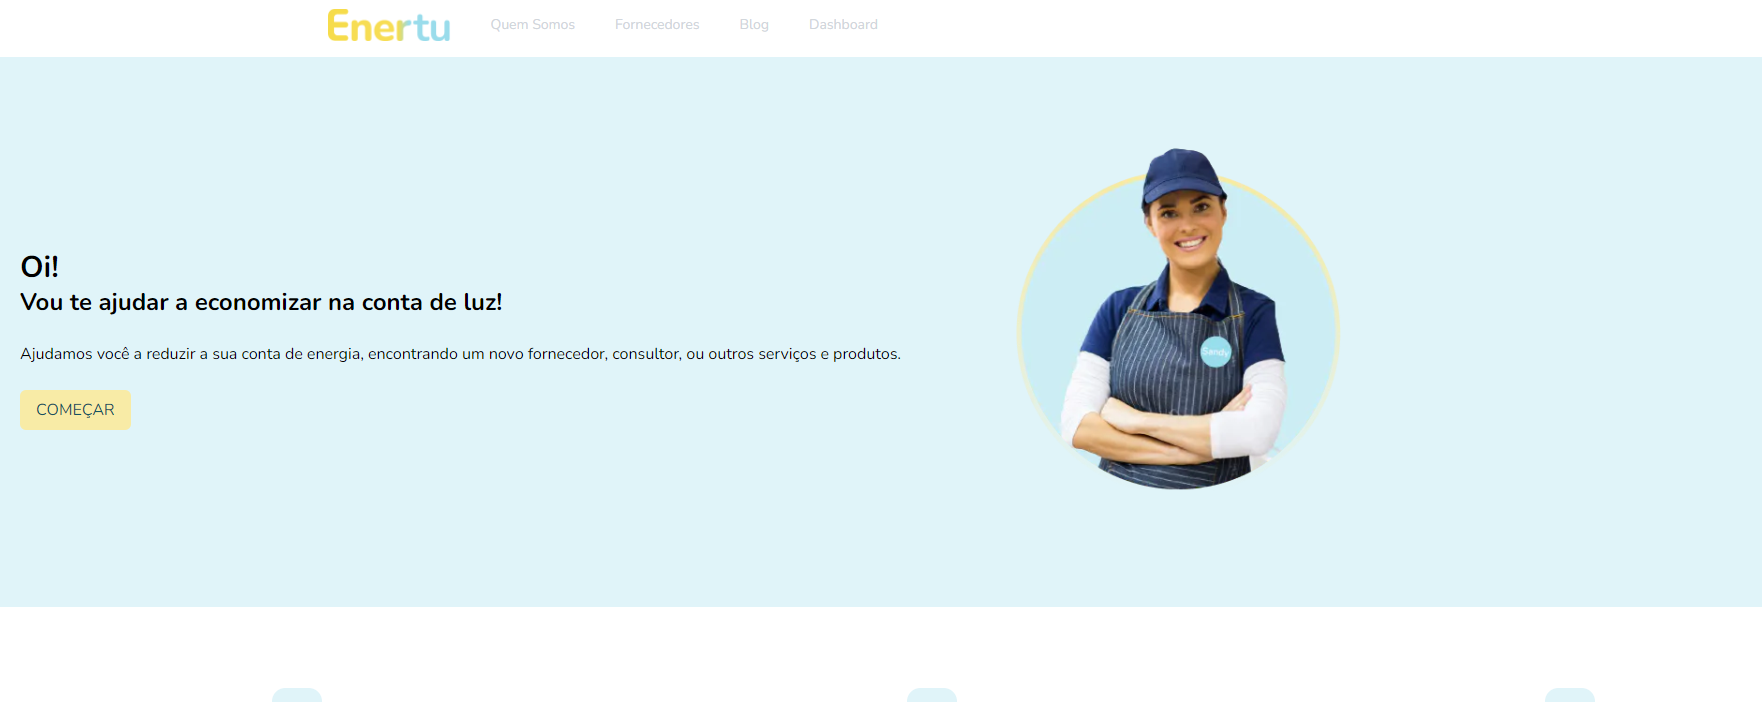 Enertu
Quem Somos
Fornecedores
Blog
Dashboard
Oi!
Vou te ajudar a economizar na conta de luz!
Ajudamos você a reduzir a sua conta de energia, encontrando um novo fornecedor, consultor, ou outros serviços e produtos.
COMEÇAR
Sandy